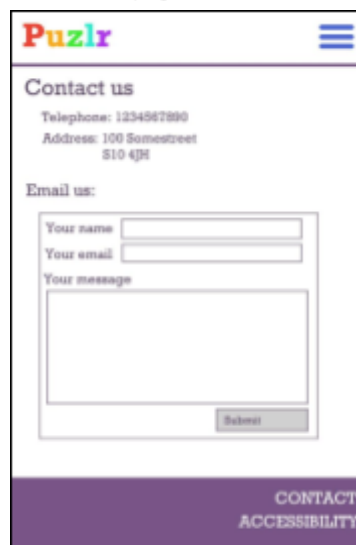 Puzlr
Contact us
Telephone: 1234567890
Address: 100 Somestreet
S10 4JH
Email us:
Your name
Your email
Your message
Submit
CONTACT
ACCESSIBILITY